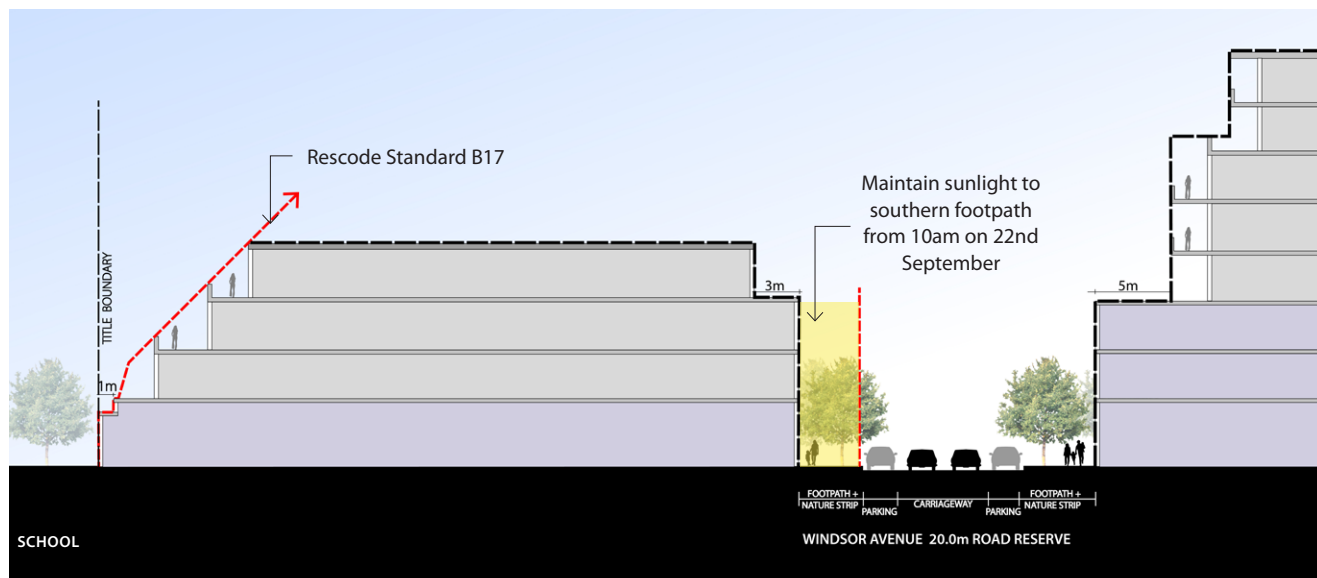 Rescode Standard B17
Maintain sunlight to
southern footpath
from 10am on 22nd
September
TITLE BOUNDARY
1m
3m
5m
FOOTPATH +
NATURE STRIP
PARKING
CARRIAGEWAY
PARKING
FOOTPATH +
NATURE STRIP
SCHOOL
WINDSOR AVENUE 20.0m ROAD RESERVE